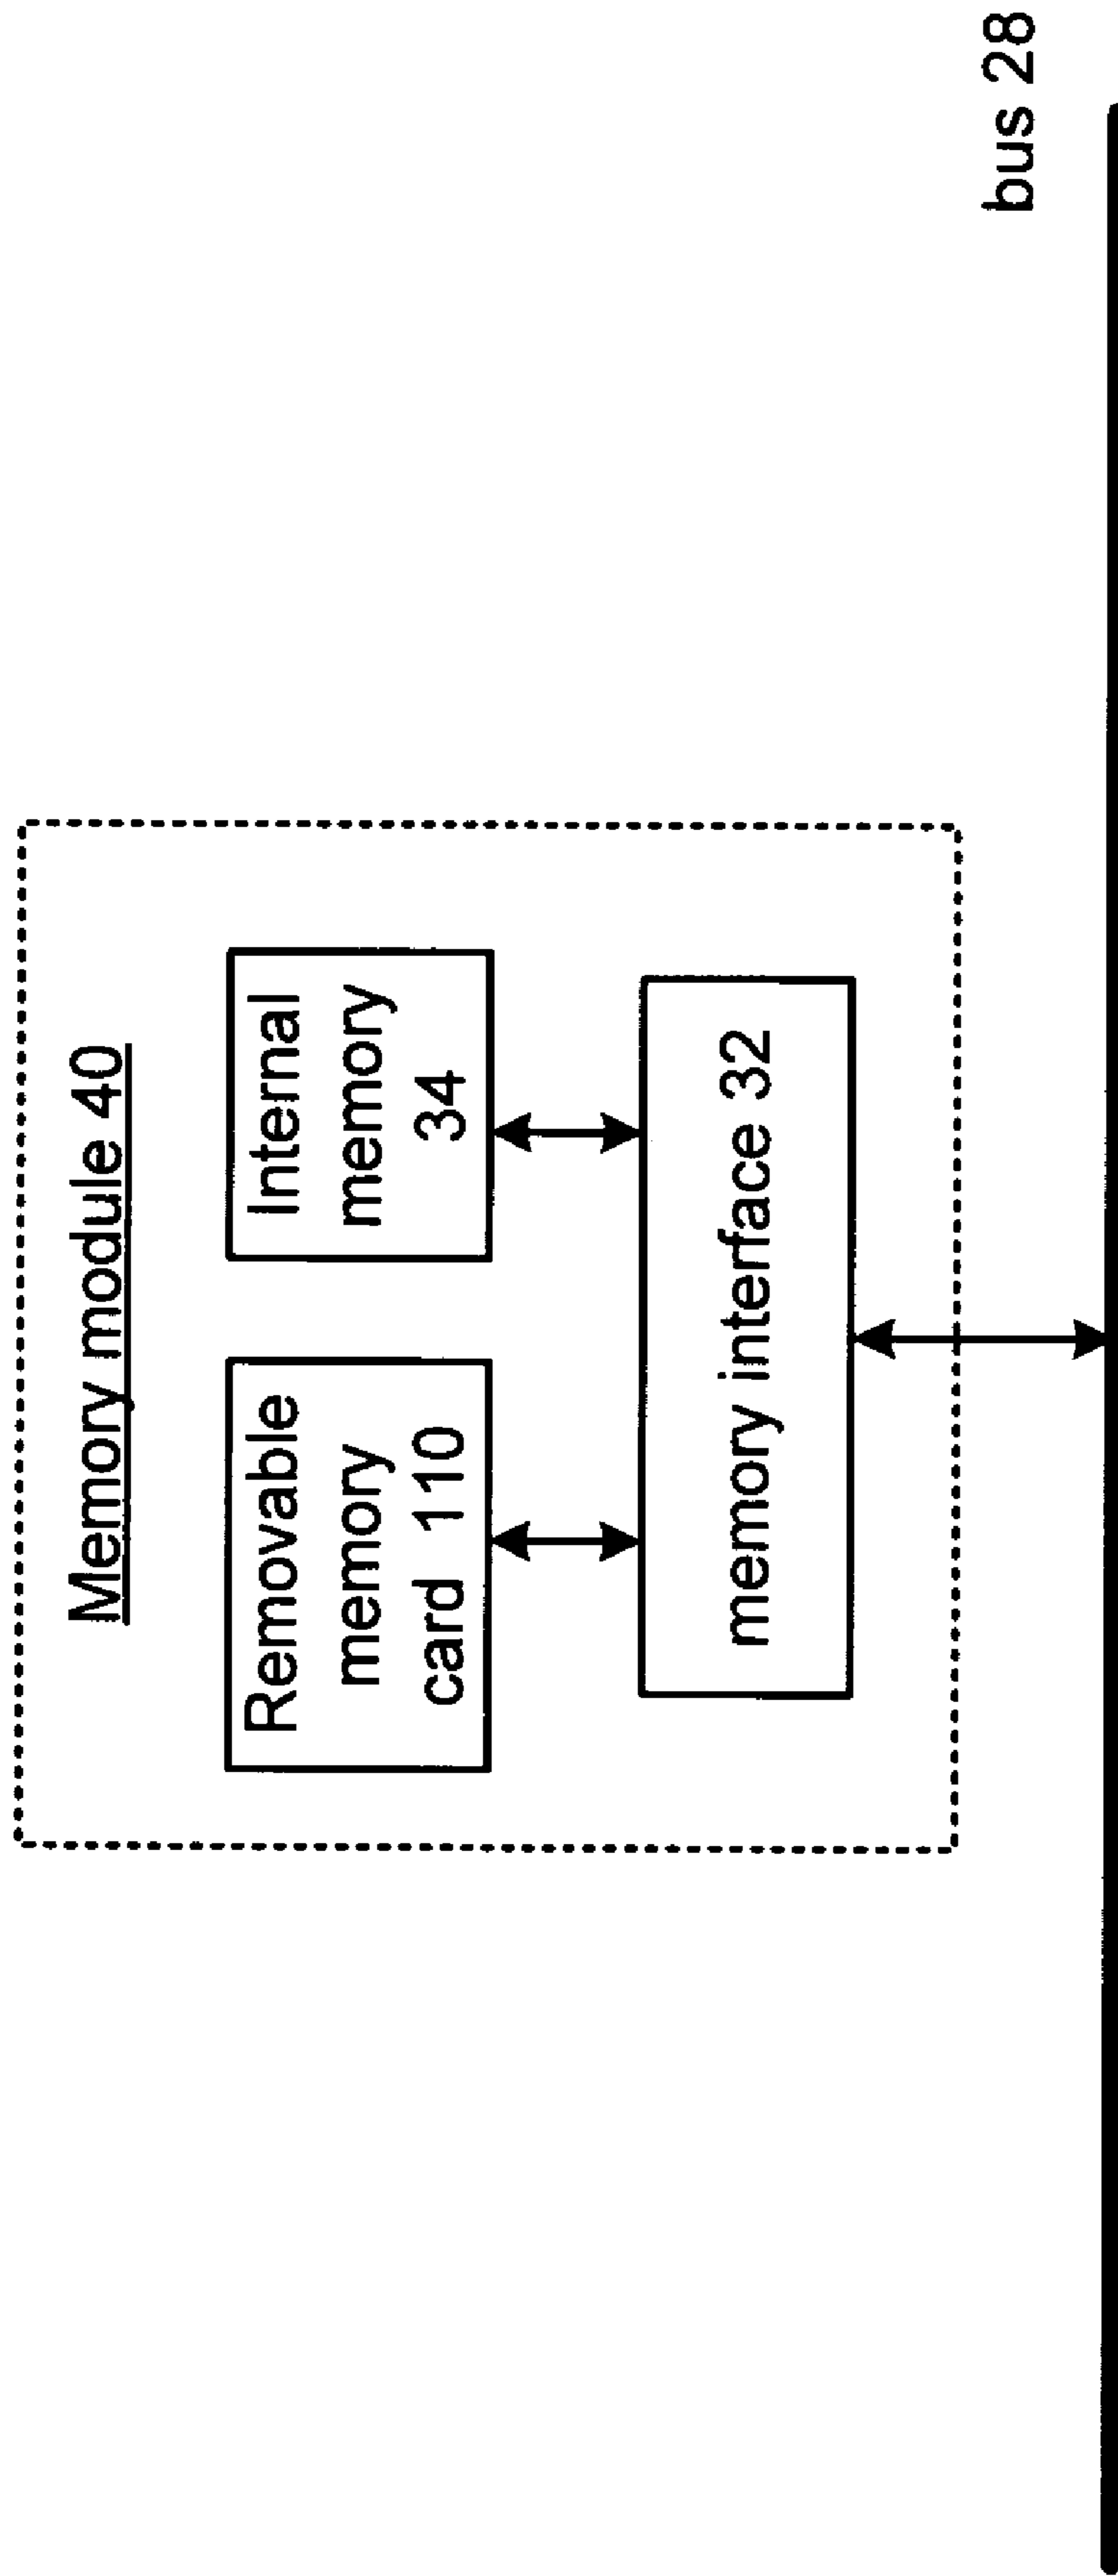 Memory module 40
Removable
memory
card 110
Internal
memory
34
memory interface 32
bus 28